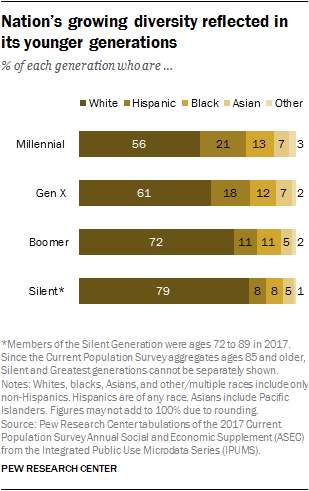 Nation's growing diversity reflected in
its younger generations
% of each generation who are ...
White Hispanic Black Asian Other
Millennial 56 21 13 7 3
Gen X 61 18 12 7 2
Boomer 72 11 11 5 2
Silent* 79 8 8 5 1
*Members of the Silent Generation were ages 72 to 89 in 2017.
Since the Current Population Survey aggregates ages 85 and older,
Silent and Greatest generations cannot be separately shown.
Notes: Whites, blacks, Asians, and other/multiple races include only
non-Hispanics. Hispanics are of any race. Asians include Pacific
Islanders. Figures may not add to 100% due to rounding.
Source: Pew Research Center tabulations of the 2017 Current
Population Survey Annual Social and Economic Supplement (ASEC)
from the Integrated Public Use Microdata Series (IPUMS).
PEW RESEARCH CENTER